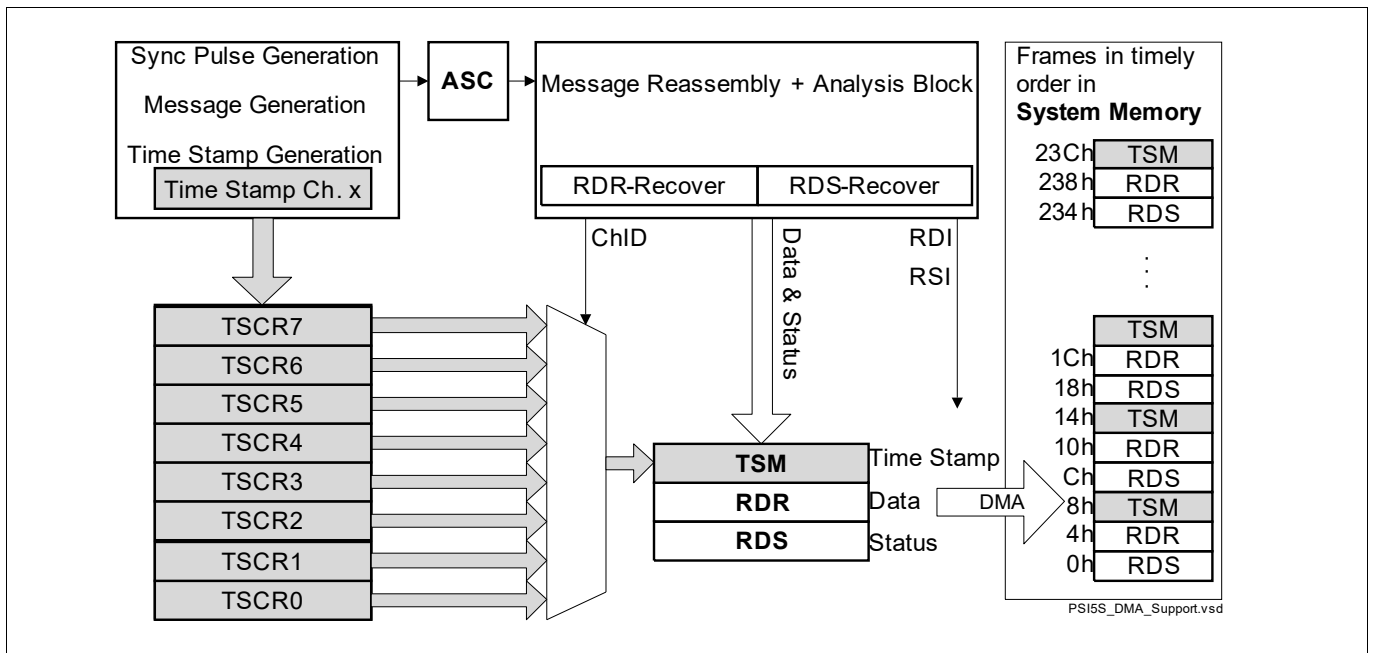 Sync Pulse Generation
Message Generation
Time Stamp Generation
Time Stamp Ch. x
ASC
Message Reassembly + Analysis Block
RDR-Recover
RDS-Recover
Frames in timely
order in
System Memory
23Ch
TSM
238h
RDR
234h
RDS
ChID
Data & Status
RDI
RSI
TSCR7
TSCR6
TSCR5
TSCR4
TSCR3
TSCR2
TSCR1
TSCR0
TSM
Time Stamp
RDR
Data
RDS
Status
DMA
TSM
1Ch
RDR
18h
RDS
14h
TSM
10h
RDR
Ch
RDS
8h
TSM
4h
RDR
0h
RDS
PSI5S_DMA_Support.vsd